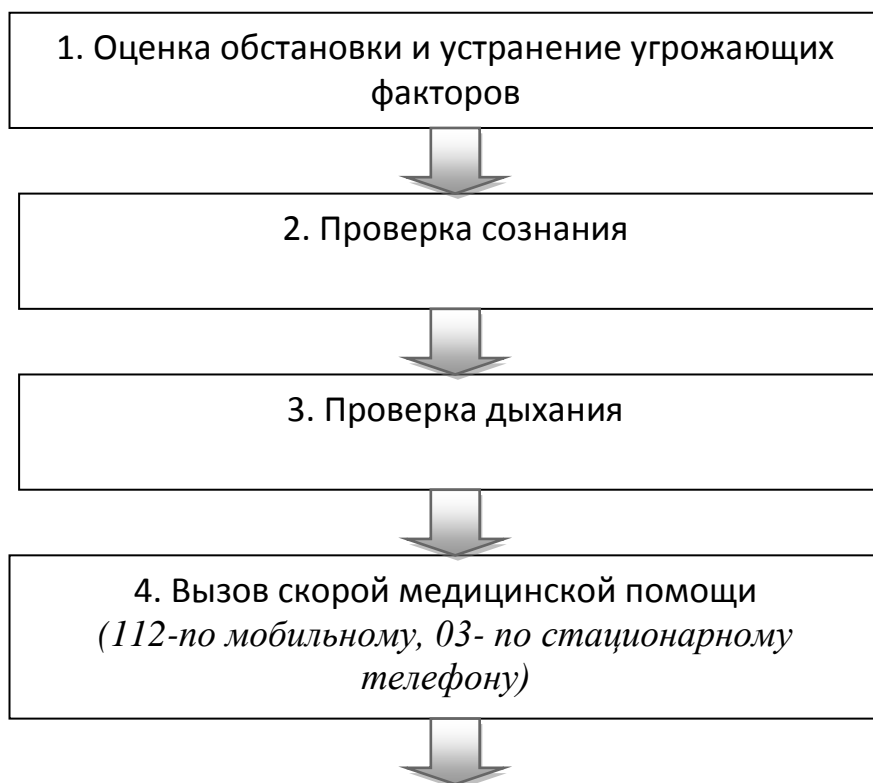 1. Оценка обстановки и устранение угрожающих
факторов
2. Проверка сознания
3. Проверка дыхания
4. Вызов скорой медицинской помощи
(112-по мобильному, 03- по стационарному
телефону)